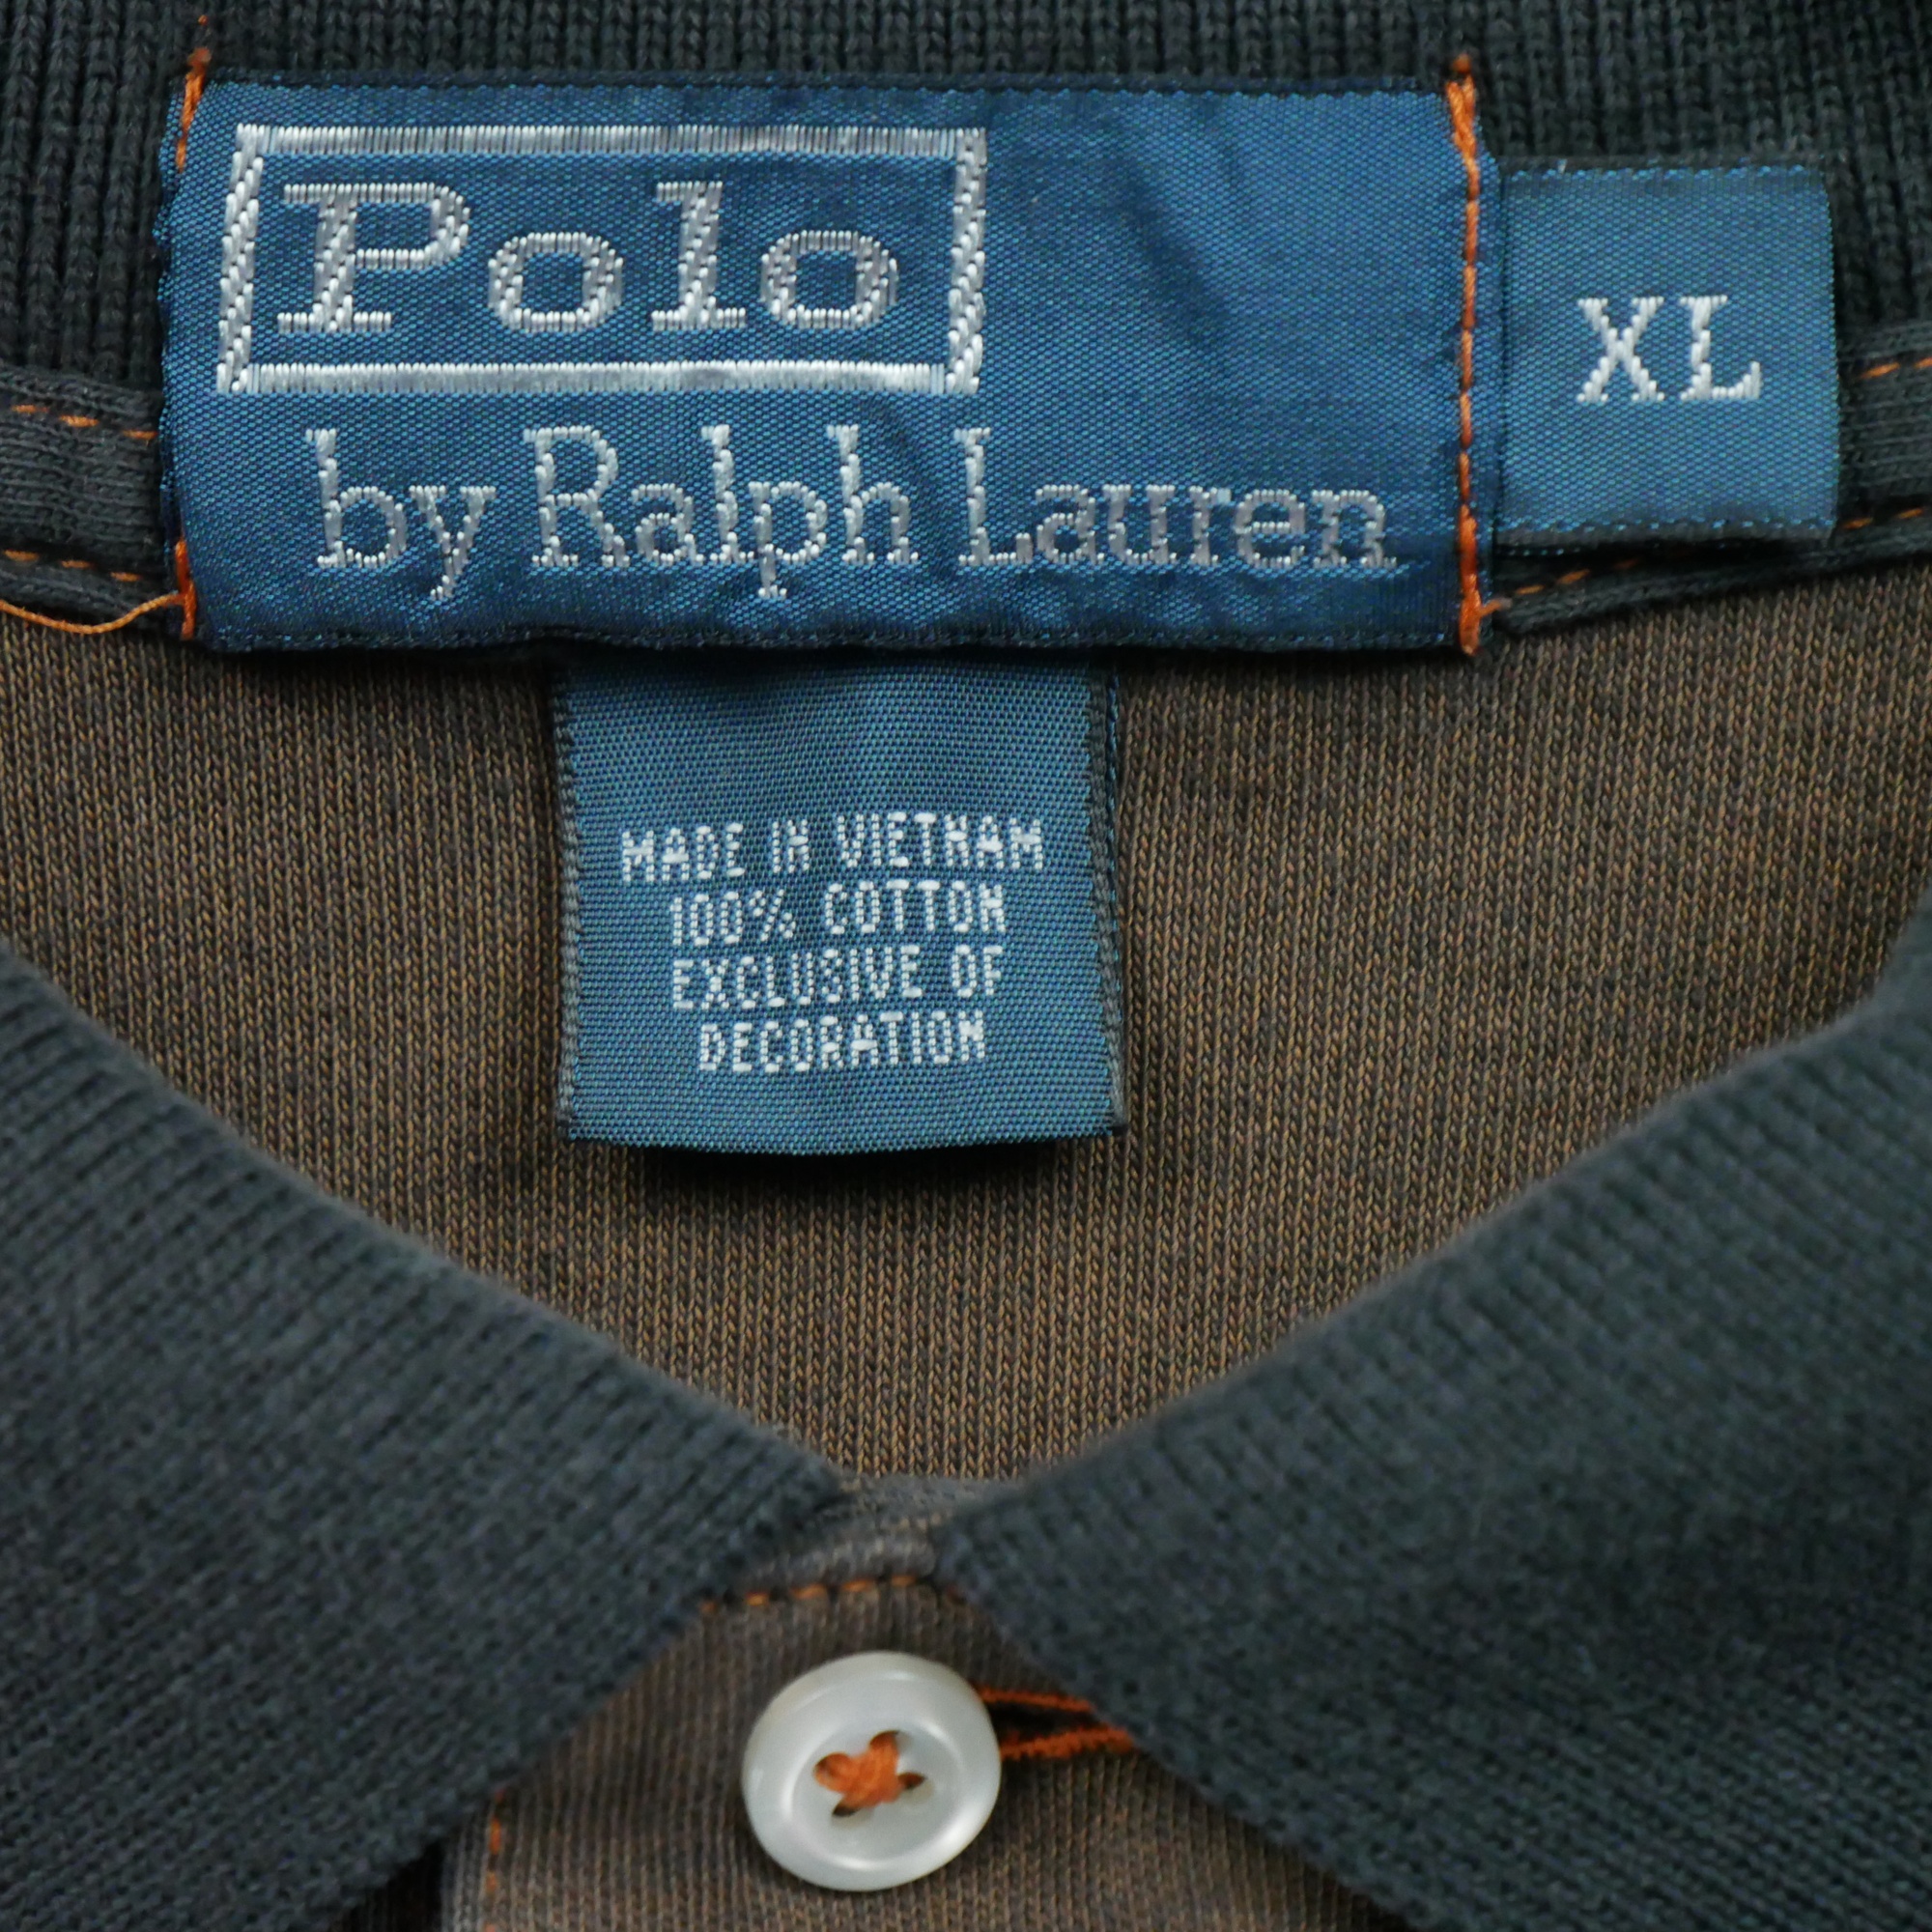 Polo
by Ralph Lauren
XL
MADE IN VIETNAM
100% COTTON
EXCLUSIVE OF
DECORATION